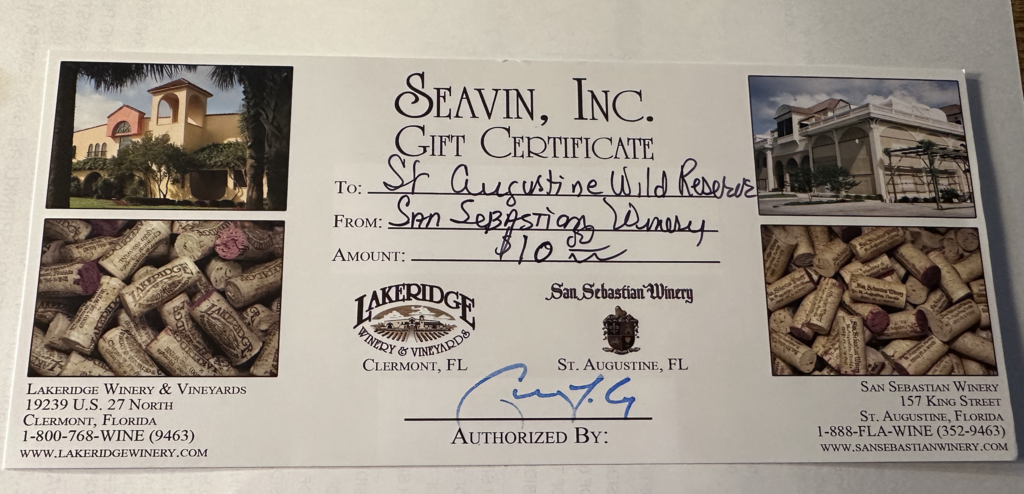 SEAVIN, INC.
GIFT CERTIFICATE
TO: St Augustine Wild Reserve
FROM: San Sebastian Winery
AMOUNT: $10 00
LAKERIDGE
WINERY & VINEYARDS
CLERMONT, FL
San Sebastian Winery
ST. AUGUSTINE, FL
AUTHORIZED BY:
LAKERIDGE WINERY & VINEYARDS
19239 U.S. 27 NORTH
CLERMONT, FLORIDA
1-800-768-WINE (9463)
WWW.LAKERIDGEWINERY.COM
SAN SEBASTIAN WINERY
157 KING STREET
ST. AUGUSTINE, FLORIDA
1-888-FLA-WINE (352-9463)
WWW.SANSEBASTIANWINERY.COM